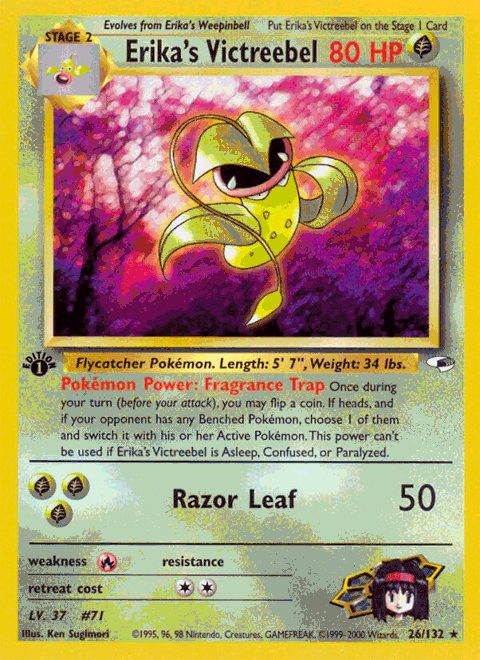 Evolves from Erika's Weepinbell Put Erika's Victreebel on the Stage 1 Card
STAGE 2
Erika's Victreebel 80 HP
EDITION
1
Flycatcher Pokémon. Length: 5' 7", Weight: 34 lbs.
Pokémon Power: Fragrance Trap Once during
your turn (before your attack), you may flip a coin. If heads, and
if your opponent has any Benched Pokémon, choose 1 of them
and switch it with his or her Active Pokémon. This power can't
be used if Erika's Victreebel is Asleep, Confused, or Paralyzed.
Razor Leaf 50
weakness resistance
retreat cost
LV. 37 #71
Illus. Ken Sugimori ©1995, 96, 98 Nintendo, Creatures, GAMEFREAK. ©1999-2000 Wizards. 26/132 ★